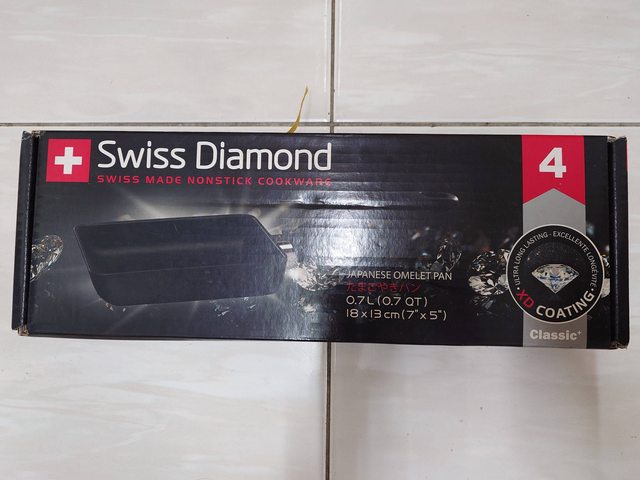 Swiss Diamond
SWISS MADE NONSTICK COOKWARE
4
JAPANESE OMELET PAN
たまごやきパン
0.7 L (0.7 QT)
18 x 13 cm (7" x 5")
ULTRA LONG LASTING - EXCELLENTE LONGÉVITÉ
XD COATING
Classic+